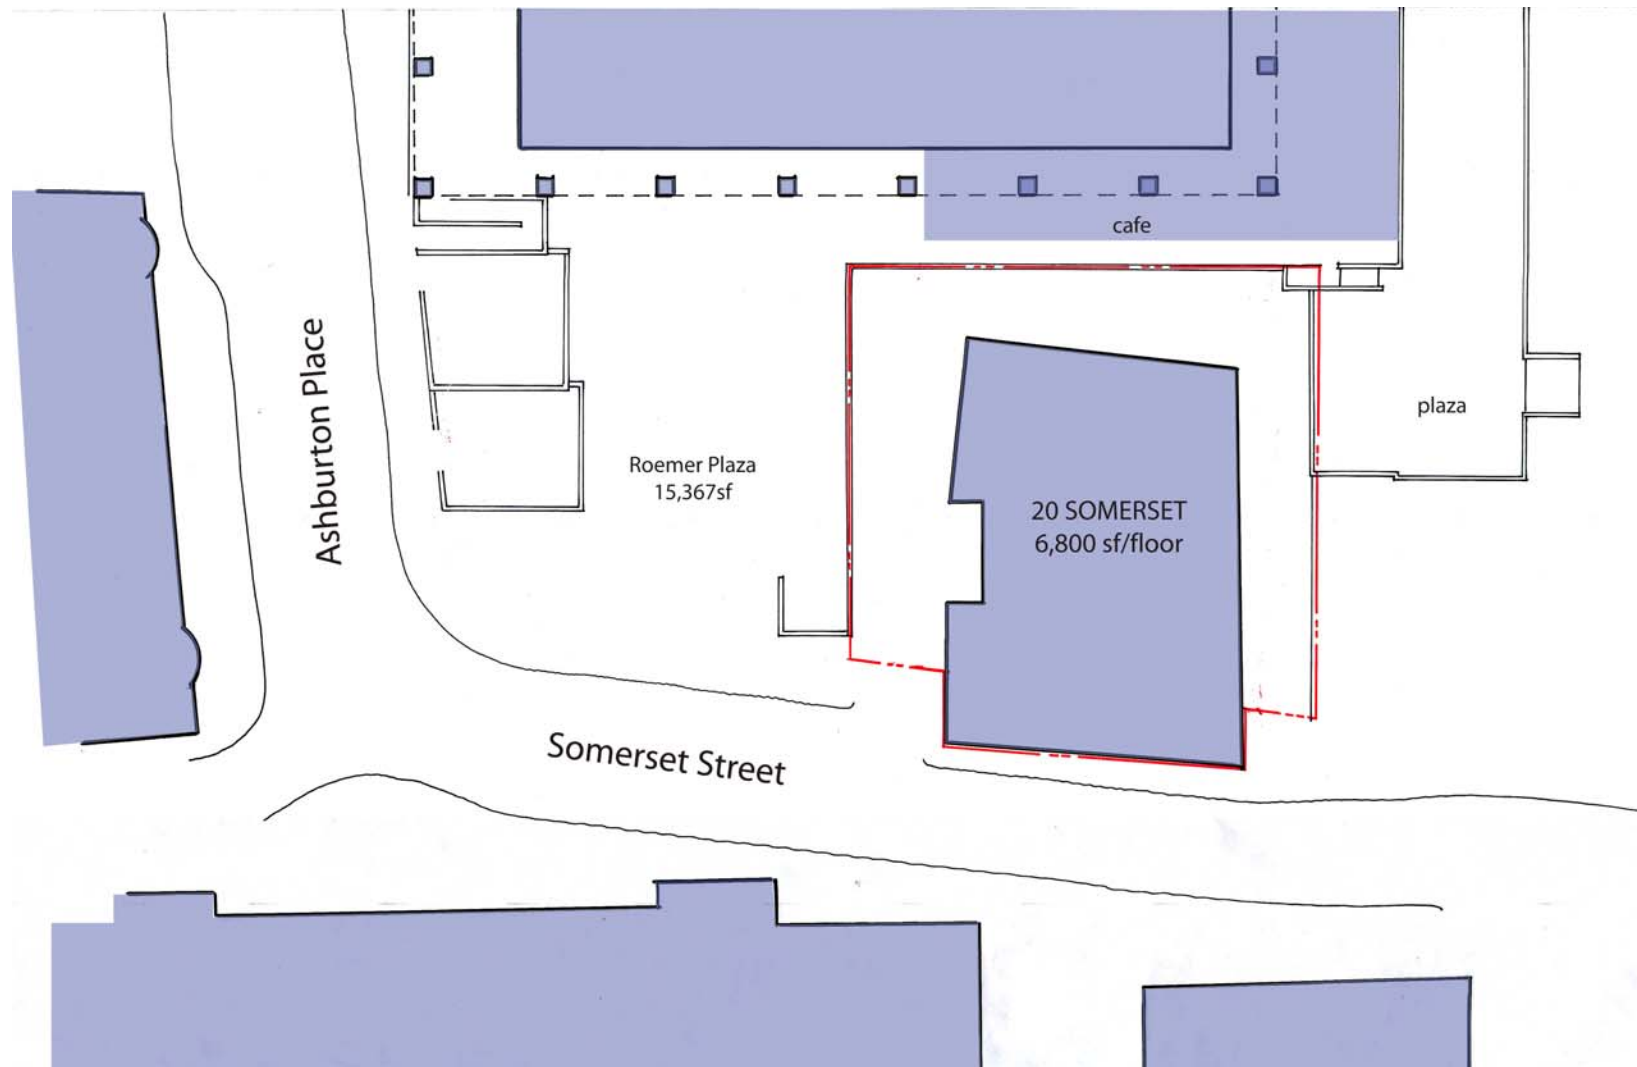 cafe
Ashburton Place
plaza
Roemer Plaza
15,367sf
20 SOMERSET
6,800 sf/floor
Somerset Street